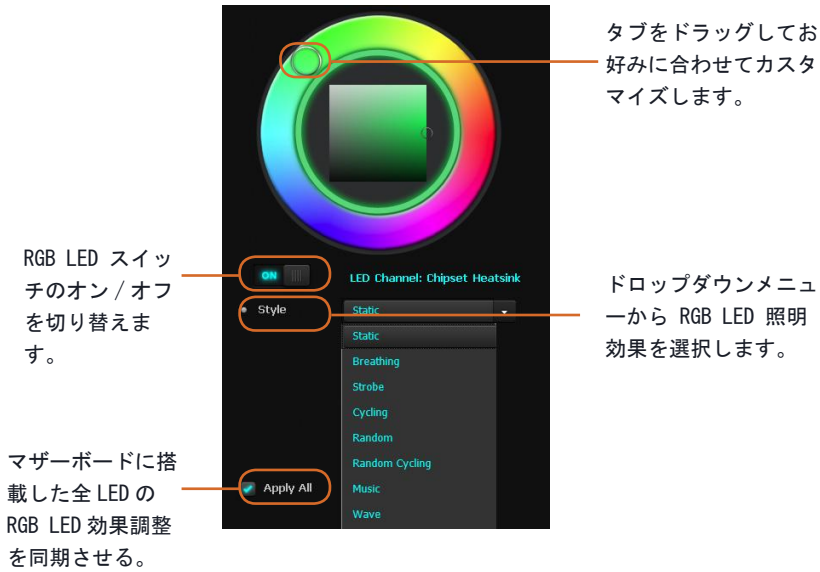 タブをドラッグしてお
好みに合わせてカスタ
マイズします。
RGB LED スイッ
チのオン / オフ
を切り替えま
す。
ON
LED Channel: Chipset Heatsink
Style
Static
ドロップダウンメニュ
ーから RGB LED 照明
効果を選択します。
Static
Breathing
Strobe
Cycling
Random
Random Cycling
Music
Wave
マザーボードに搭
載した全 LED の
RGB LED 効果調整
を同期させる。
Apply All